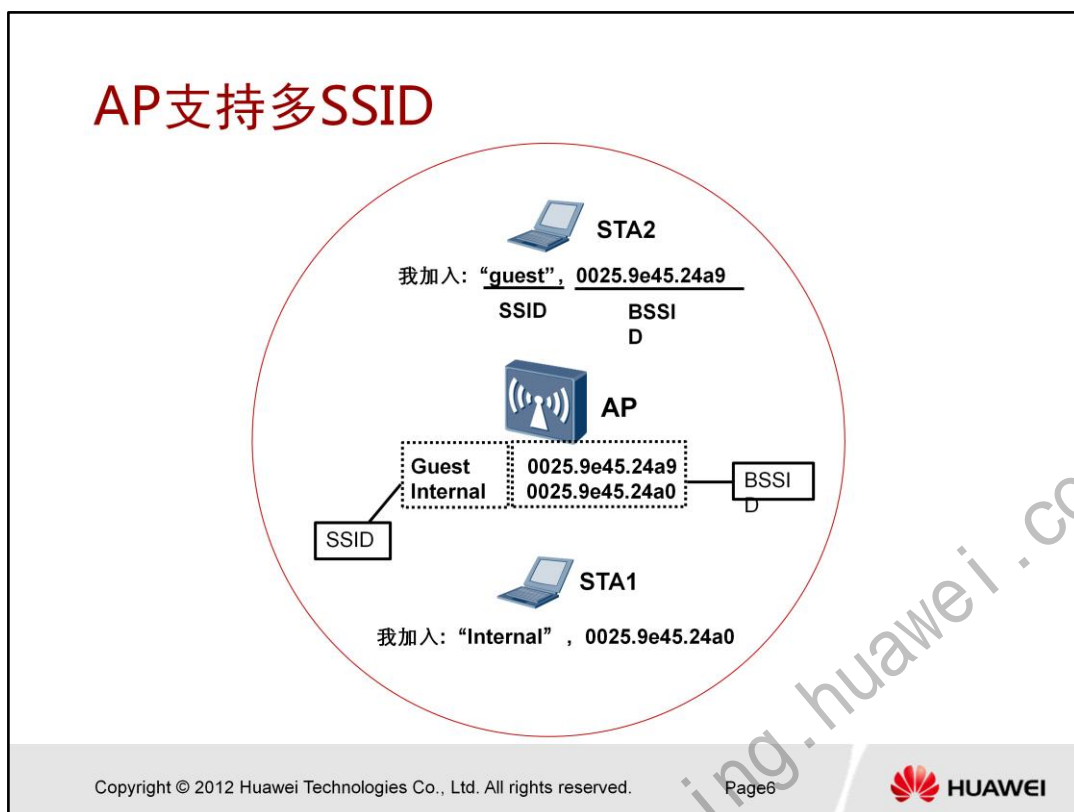 AP支持多SSID
STA2
我加入: “guest”, 0025.9e45.24a9
SSID BSSI
D
AP
Guest 0025.9e45.24a9
Internal 0025.9e45.24a0
BSSI
D
SSID
STA1
我加入: “Internal” , 0025.9e45.24a0
ing.huawei.co
Copyright © 2012 Huawei Technologies Co., Ltd. All rights reserved. Page6 HUAWEI